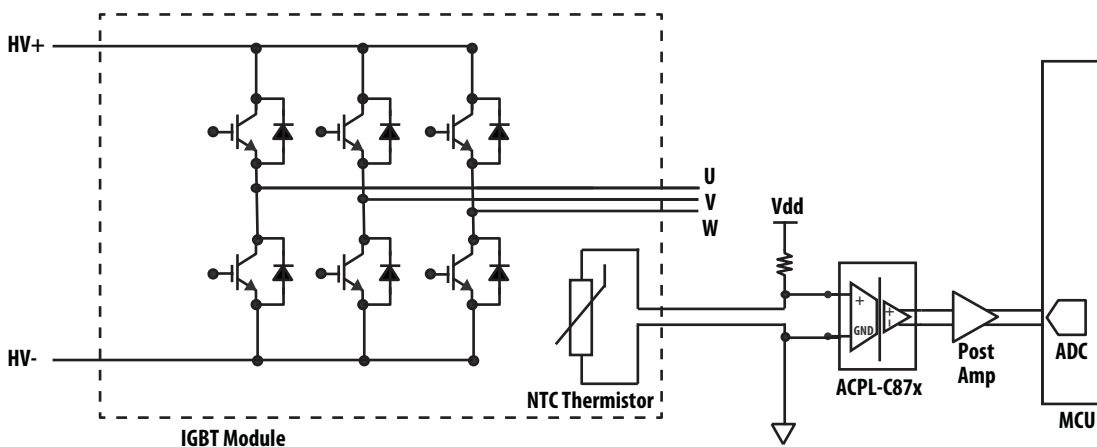 HV+
U
V
W
Vdd
+
GND
+
–
HV-
NTC Thermistor
ACPL-C87x
Post
Amp
ADC
MCU
IGBT Module